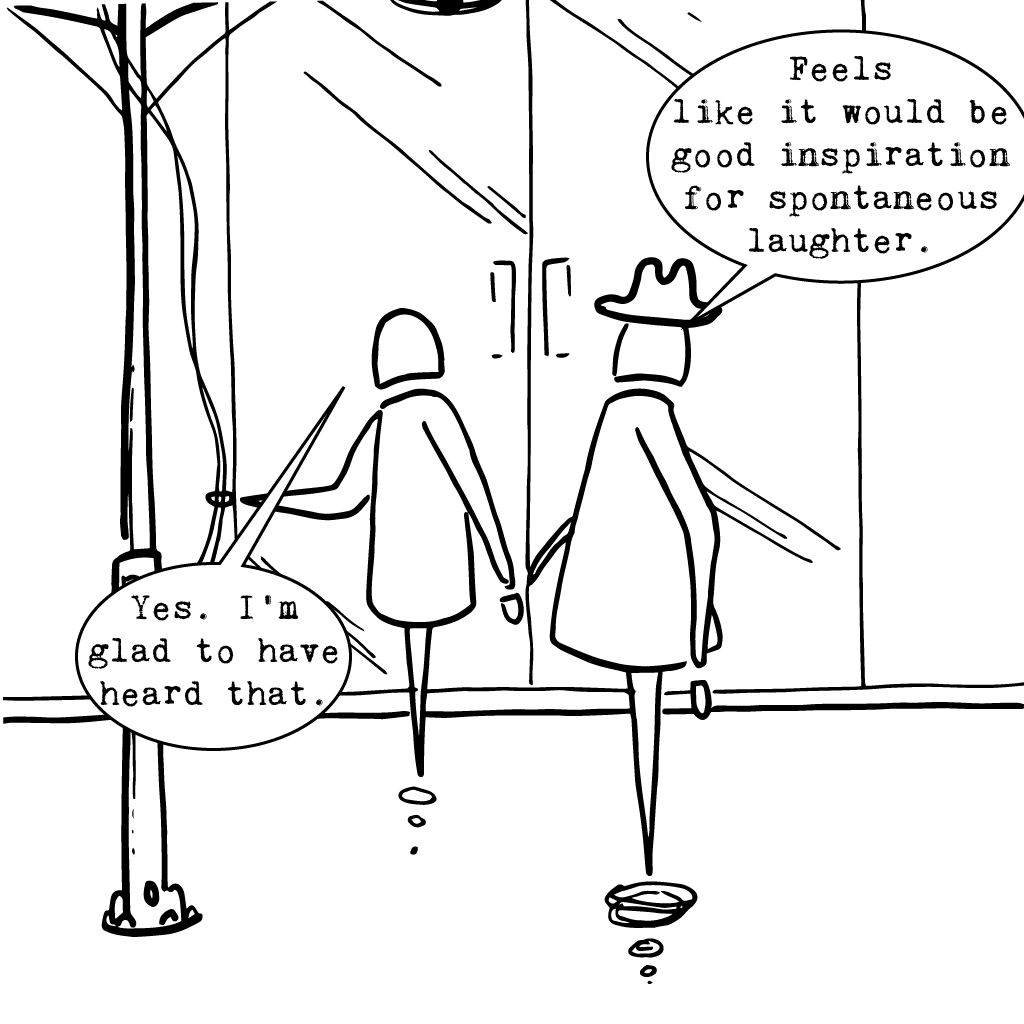 Feels
like it would be
good inspiration
for spontaneous
laughter.
Yes. I'm
glad to have
heard that.